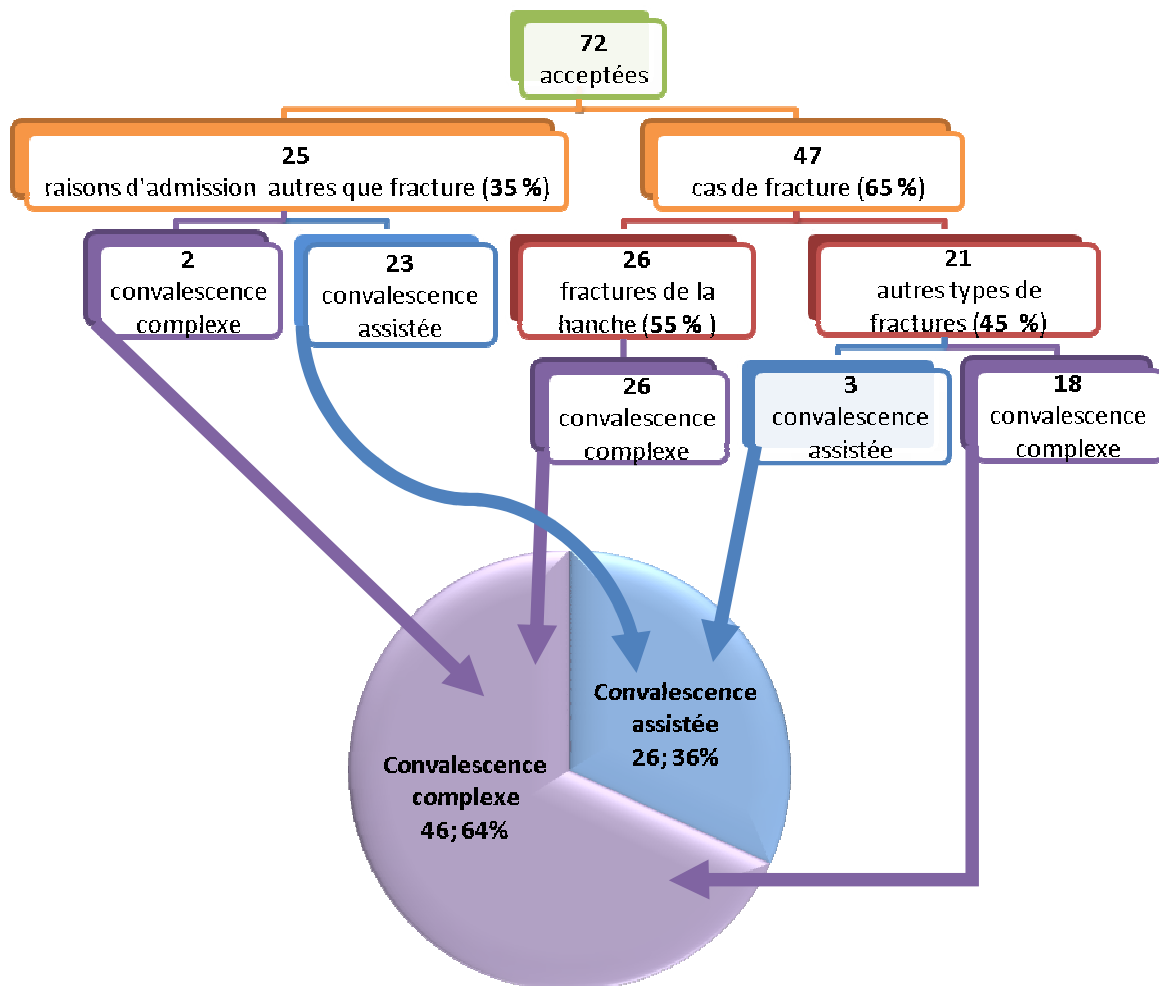 72
acceptées
25
raisons d'admission autres que fracture (35 %)
47
cas de fracture (65 %)
2
convalescence
complexe
23
convalescence
assistée
26
fractures de la
hanche (55 % )
21
autres types de
fractures (45 %)
26
convalescence
complexe
3
convalescence
assistée
18
convalescence
complexe
Convalescence
assistée
26; 36%
Convalescence
complexe
46; 64%